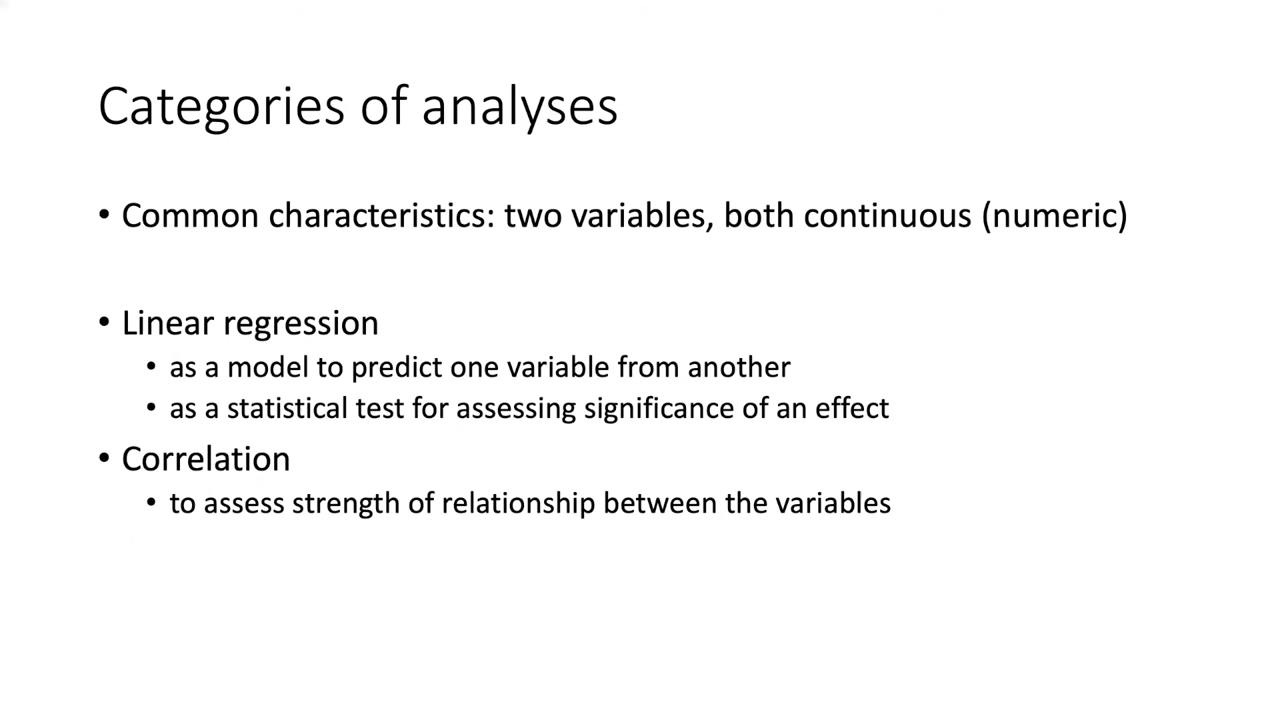 Categories of analyses
• Common characteristics: two variables, both continuous (numeric)
• Linear regression
• as a model to predict one variable from another
• as a statistical test for assessing significance of an effect
• Correlation
• to assess strength of relationship between the variables